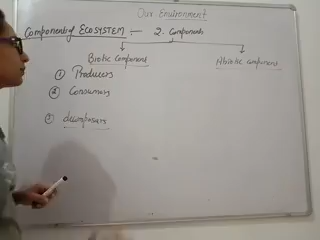 Our Environment
Components of ECOSYSTEM :- 2. Components
Biotic component
Abiotic component
① Producers
② Consumers
③ decomposers